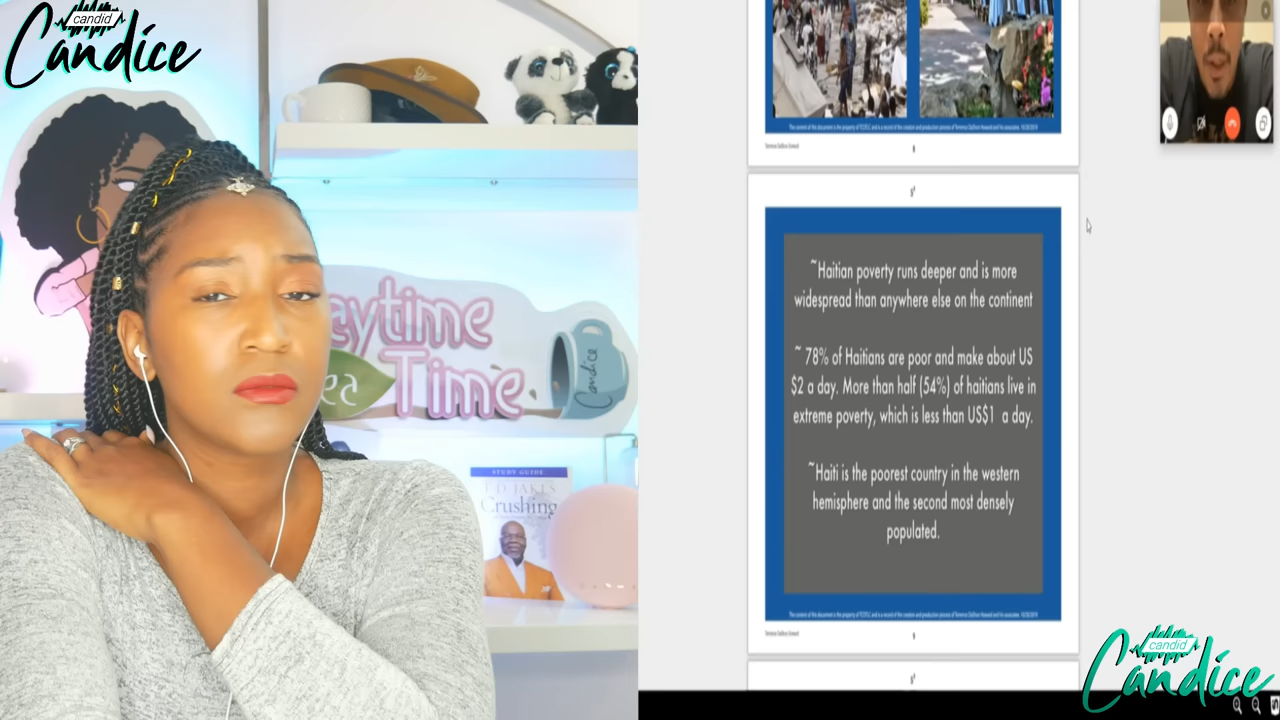 candid
Candice
aytime
ea
Time
Candice
STUDY GUIDE
T.D. JAKES
Crushing
~Haitian poverty runs deeper and is more
widespread than anywhere else on the continent
~ 78% of Haitians are poor and make about US
$2 a day. More than half (54%) of haitians live in
extreme poverty, which is less than US$1 a day.
~Haiti is the poorest country in the western
hemisphere and the second most densely
populated.
9
candid
Candice